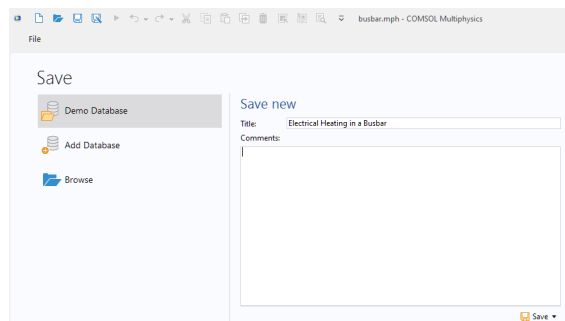 busbar.mph - COMSOL Multiphysics
File
Save
Demo Database
Add Database
Browse
Save new
Title: Electrical Heating in a Busbar
Comments:
Save